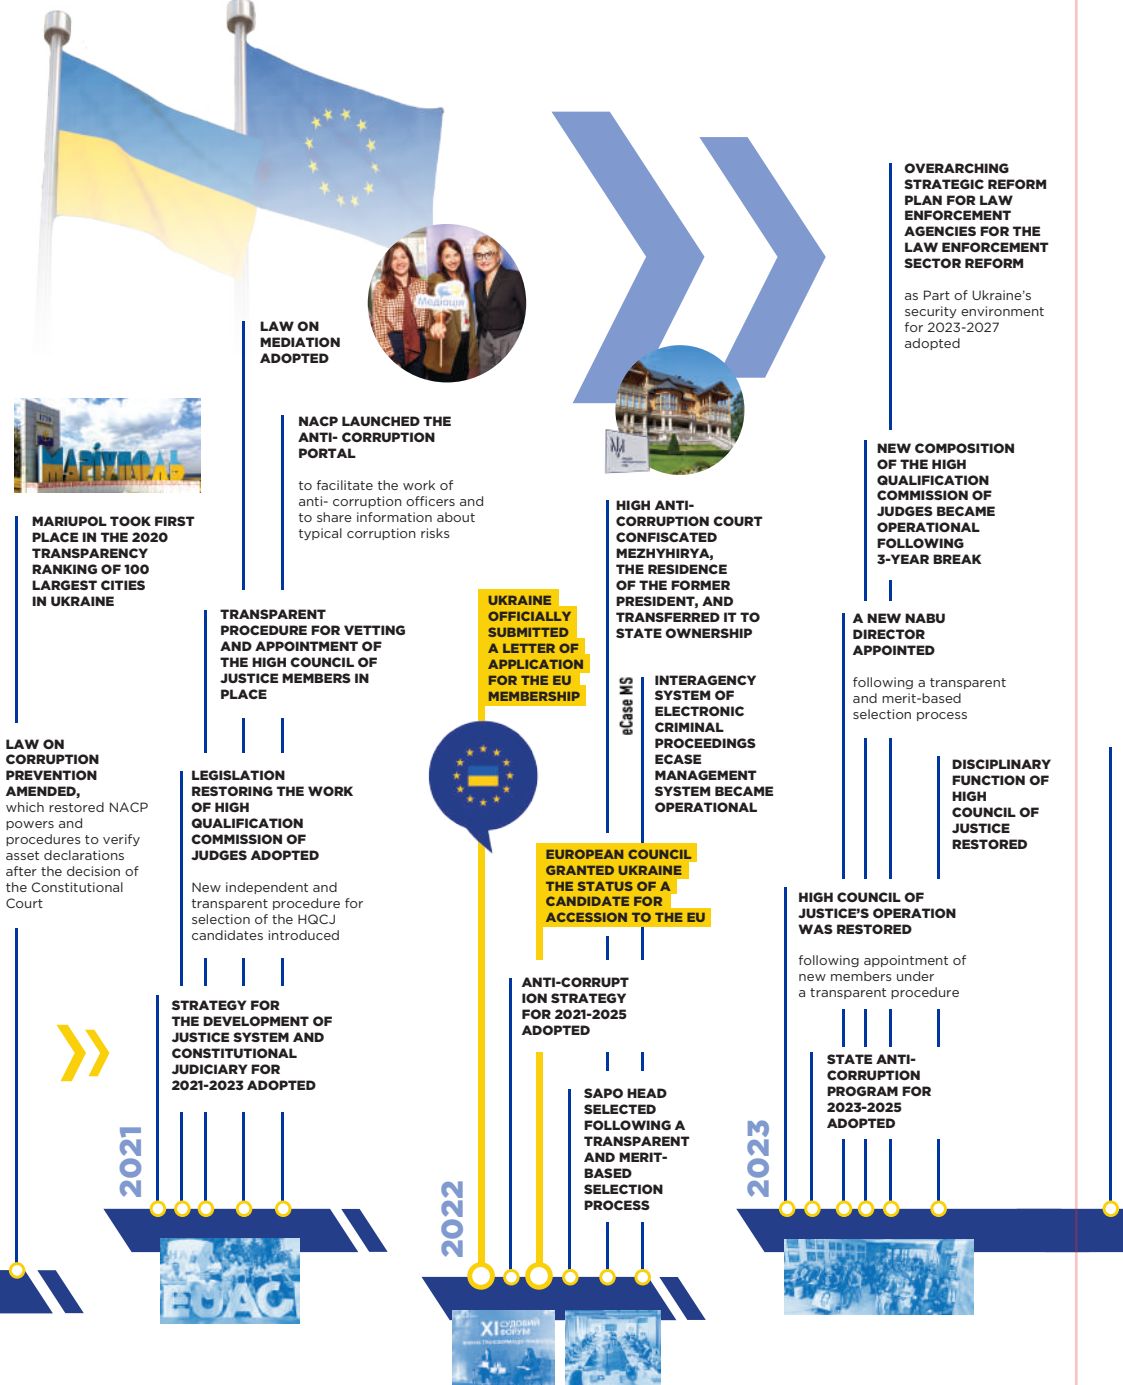 LAW ON
MEDIATION
ADOPTED
Медіація
NACP LAUNCHED THE
ANTI- CORRUPTION
PORTAL
to facilitate the work of
anti- corruption officers and
to share information about
typical corruption risks
МАРІУПОЛЬ
MARIUPOL TOOK FIRST
PLACE IN THE 2020
TRANSPARENCY
RANKING OF 100
LARGEST CITIES
IN UKRAINE
LAW ON
CORRUPTION
PREVENTION
AMENDED,
which restored NACP
powers and
procedures to verify
asset declarations
after the decision of
the Constitutional
Court
TRANSPARENT
PROCEDURE FOR VETTING
AND APPOINTMENT OF
THE HIGH COUNCIL OF
JUSTICE MEMBERS IN
PLACE
LEGISLATION
RESTORING THE WORK
OF HIGH
QUALIFICATION
COMMISSION OF
JUDGES ADOPTED
New independent and
transparent procedure for
selection of the HQCJ
candidates introduced
STRATEGY FOR
THE DEVELOPMENT OF
JUSTICE SYSTEM AND
CONSTITUTIONAL
JUDICIARY FOR
2021-2023 ADOPTED
2021
EUAC
UKRAINE
OFFICIALLY
SUBMITTED
A LETTER OF
APPLICATION
FOR THE EU
MEMBERSHIP
HIGH ANTI-
CORRUPTION COURT
CONFISCATED
MEZHYHIRYA,
THE RESIDENCE
OF THE FORMER
PRESIDENT, AND
TRANSFERRED IT TO
STATE OWNERSHIP
eCase MS
INTERAGENCY
SYSTEM OF
ELECTRONIC
CRIMINAL
PROCEEDINGS
ECASE
MANAGEMENT
SYSTEM BECAME
OPERATIONAL
EUROPEAN COUNCIL
GRANTED UKRAINE
THE STATUS OF A
CANDIDATE FOR
ACCESSION TO THE EU
ANTI-CORRUPT
ION STRATEGY
FOR 2021-2025
ADOPTED
SAPO HEAD
SELECTED
FOLLOWING A
TRANSPARENT
AND MERIT-
BASED
SELECTION
PROCESS
2022
XI СУДОВИЙ
ФОРУМ
OVERARCHING
STRATEGIC REFORM
PLAN FOR LAW
ENFORCEMENT
AGENCIES FOR THE
LAW ENFORCEMENT
SECTOR REFORM
as Part of Ukraine's
security environment
for 2023-2027
adopted
NEW COMPOSITION
OF THE HIGH
QUALIFICATION
COMMISSION OF
JUDGES BECAME
OPERATIONAL
FOLLOWING
3-YEAR BREAK
A NEW NABU
DIRECTOR
APPOINTED
following a transparent
and merit-based
selection process
DISCIPLINARY
FUNCTION OF
HIGH
COUNCIL OF
JUSTICE
RESTORED
HIGH COUNCIL OF
JUSTICE'S OPERATION
WAS RESTORED
following appointment of
new members under
a transparent procedure
STATE ANTI-
CORRUPTION
PROGRAM FOR
2023-2025
ADOPTED
2023